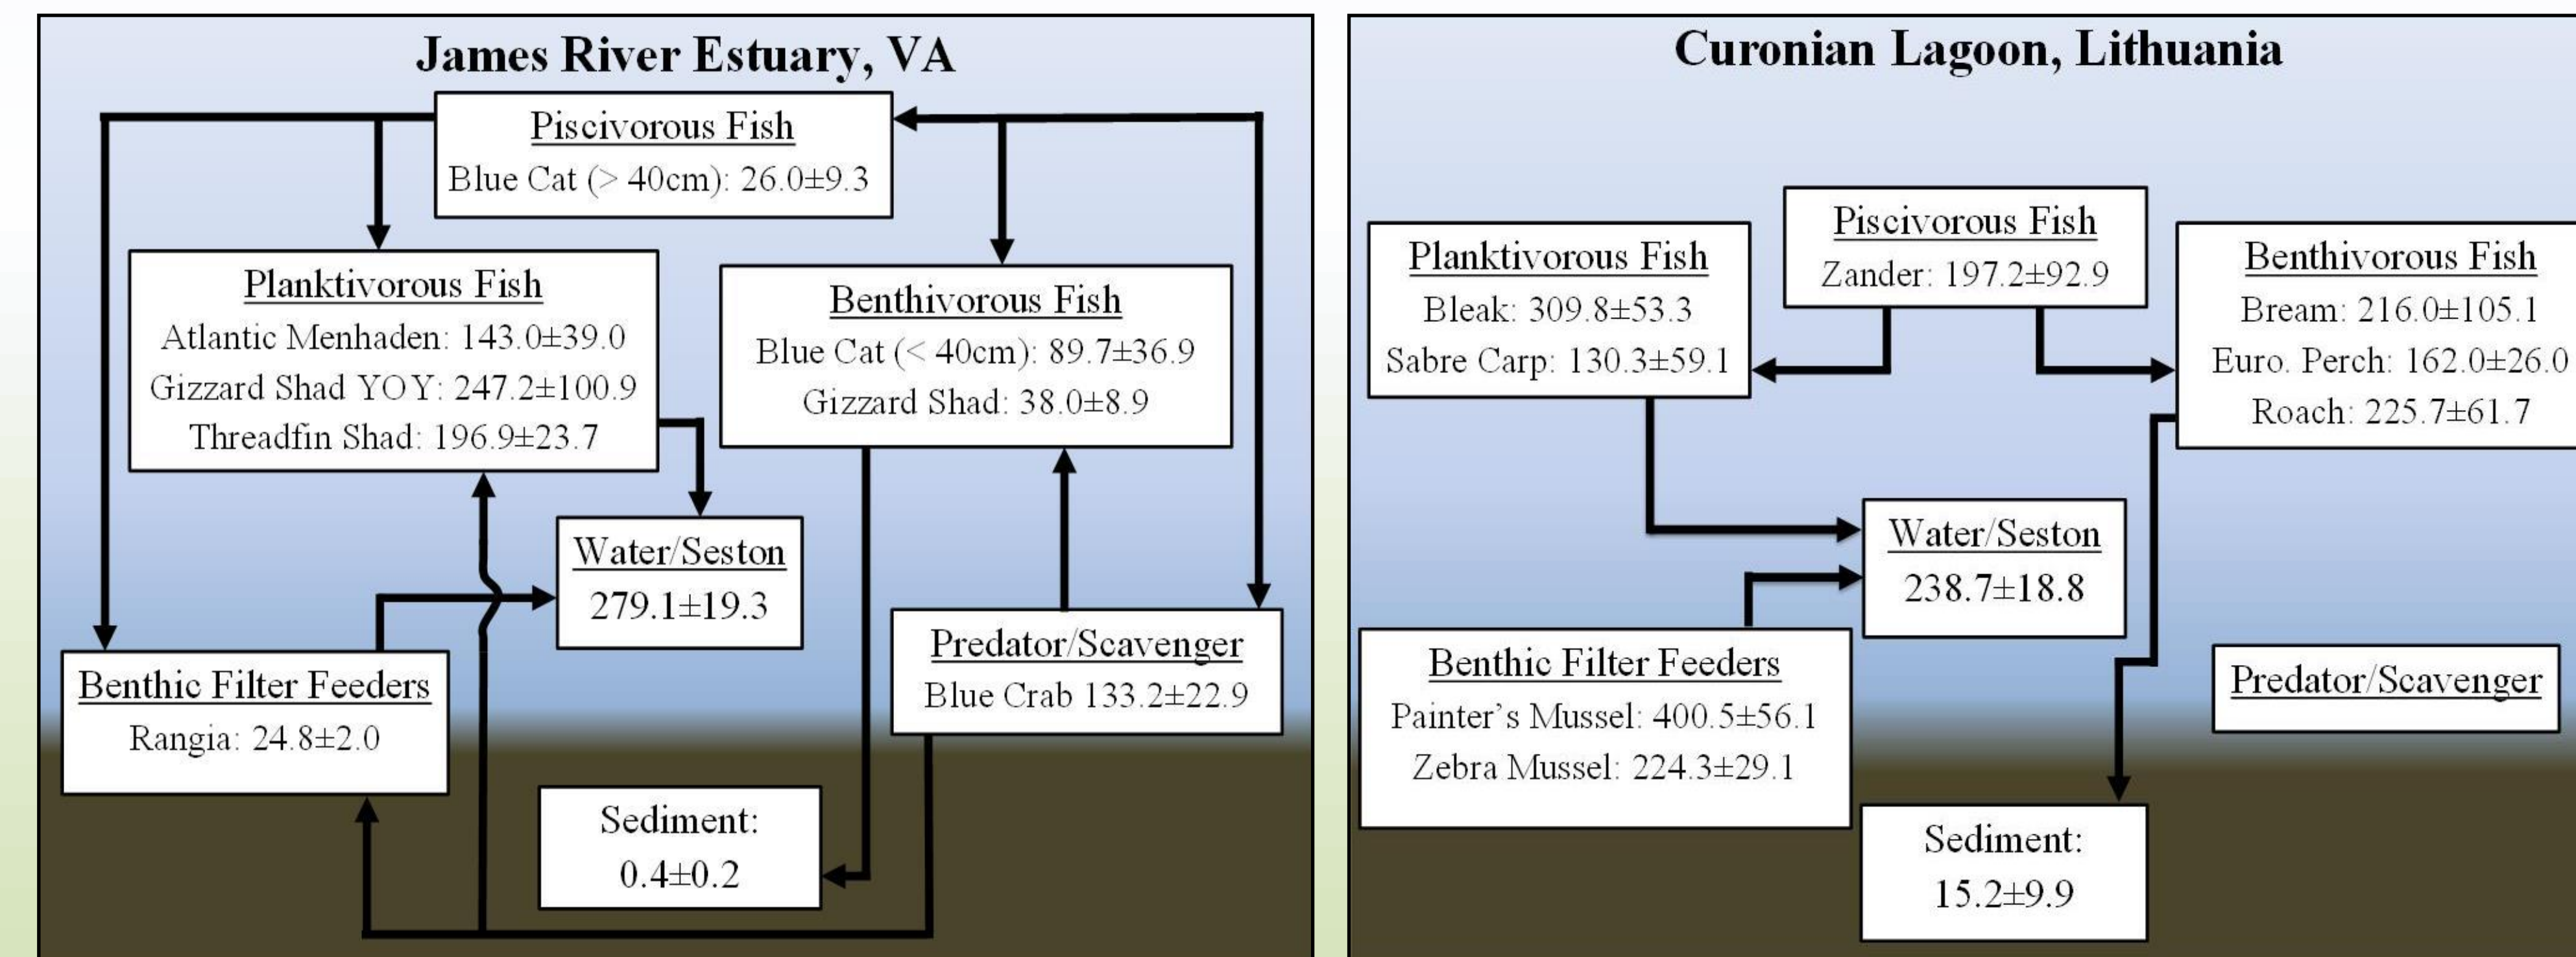 James River Estuary, VA
Piscivorous Fish
Blue Cat (> 40cm): 26.0±9.3
Planktivorous Fish
Atlantic Menhaden: 143.0±39.0
Gizzard Shad YOY: 247.2±100.9
Threadfin Shad: 196.9±23.7
Benthivorous Fish
Blue Cat (< 40cm): 89.7±36.9
Gizzard Shad: 38.0±8.9
Water/Seston
279.1±19.3
Benthic Filter Feeders
Rangia: 24.8±2.0
Predator/Scavenger
Blue Crab 133.2±22.9
Sediment:
0.4±0.2
Curonian Lagoon, Lithuania
Piscivorous Fish
Zander: 197.2±92.9
Planktivorous Fish
Bleak: 309.8±53.3
Sabre Carp: 130.3±59.1
Benthivorous Fish
Bream: 216.0±105.1
Euro. Perch: 162.0±26.0
Roach: 225.7±61.7
Water/Seston
238.7±18.8
Benthic Filter Feeders
Painter's Mussel: 400.5±56.1
Zebra Mussel: 224.3±29.1
Predator/Scavenger
Sediment:
15.2±9.9